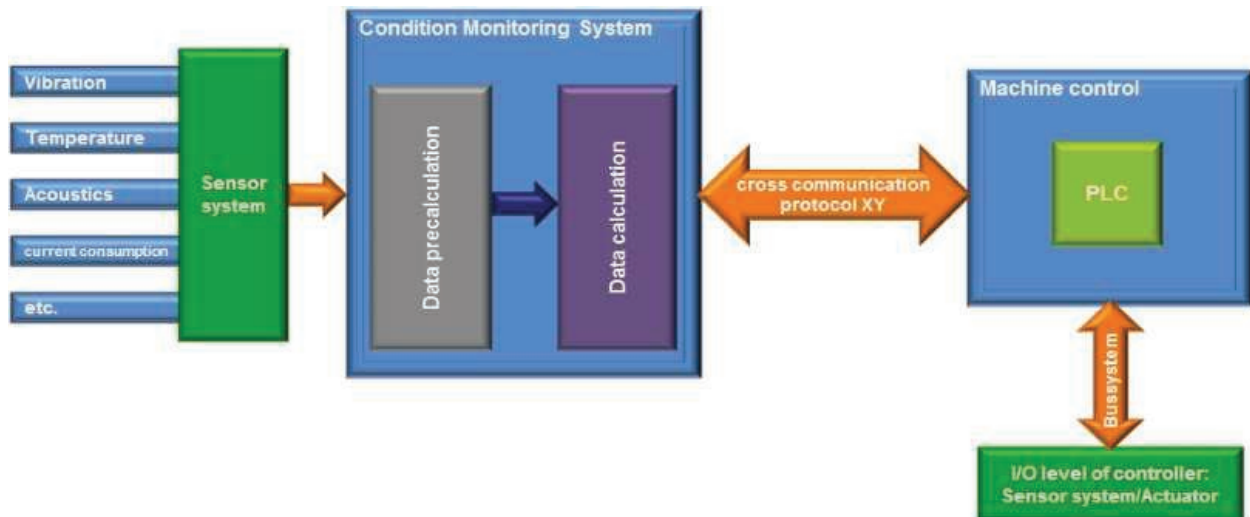 Condition Monitoring System
Vibration
Temperature
Acoustics
current consumption
etc.
Sensor
system
Data precalculation
Data calculation
cross communication
protocol XY
Machine control
PLC
Bussystem
I/O level of controller:
Sensor system/Actuator